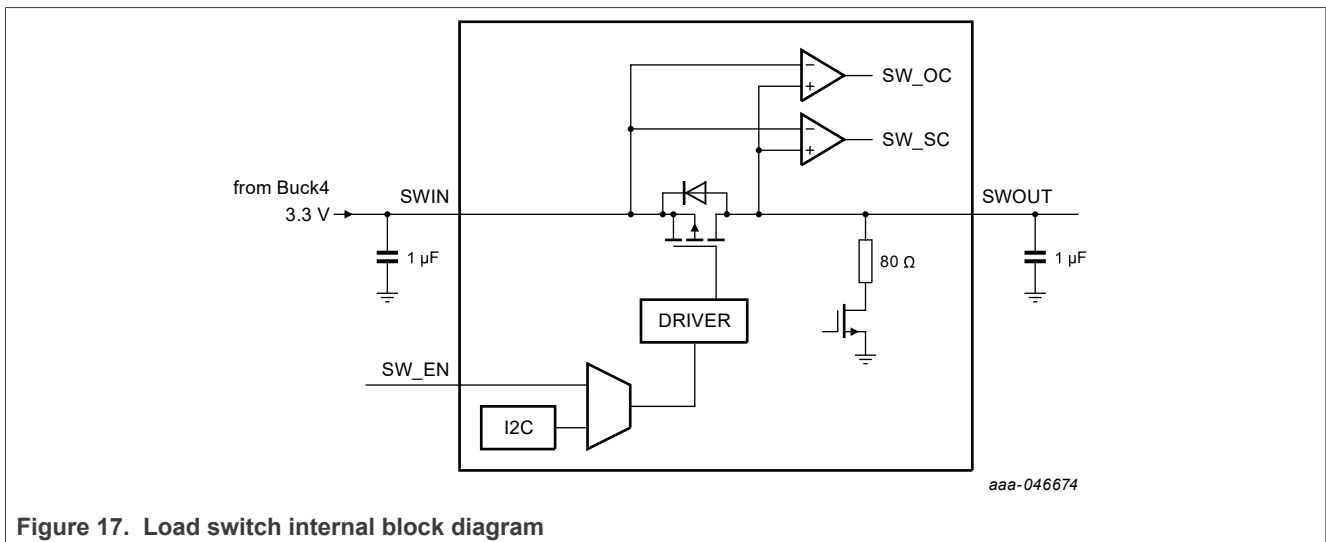 SW_OC
SW_SC
from Buck4
3.3 V
SWIN
SWOUT
1 µF
80 Ω
1 µF
DRIVER
SW_EN
I2C
aaa-046674
Figure 17. Load switch internal block diagram